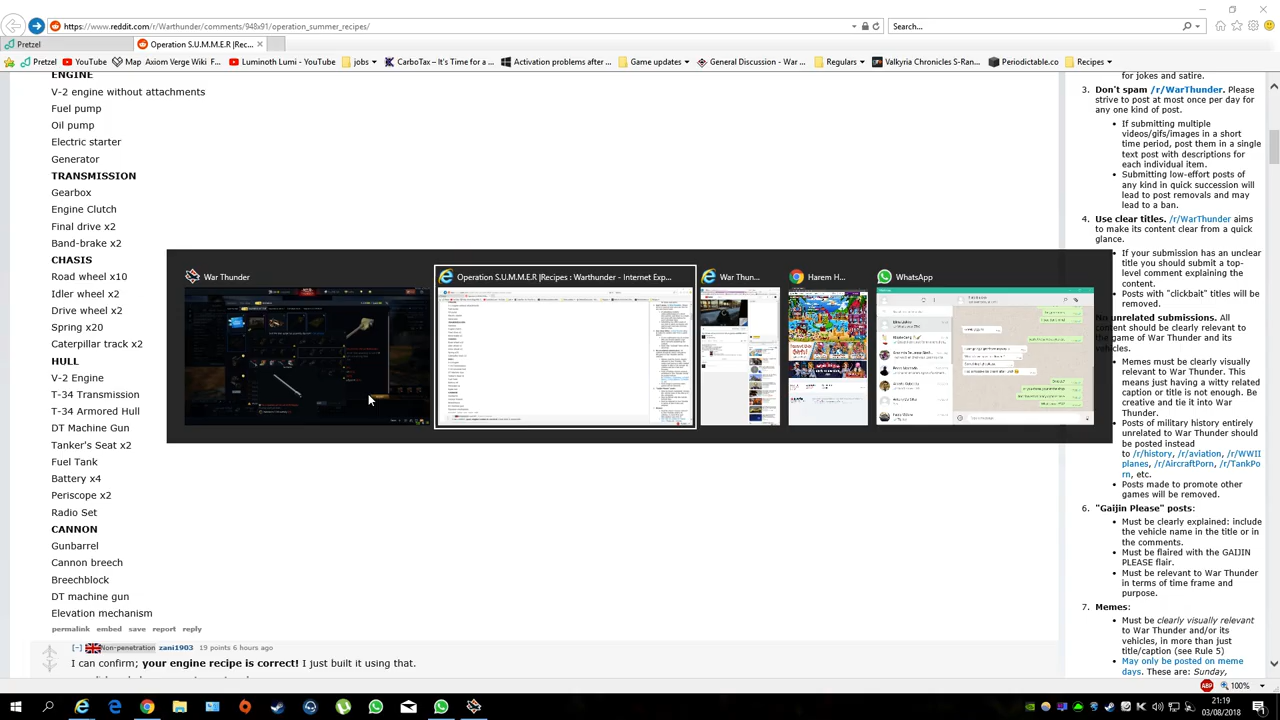 https://www.reddit.com/r/Warthunder/comments/948x91/operation_summer_recipes/
Search...
Pretzel
Operation S.U.M.M.E.R |Rec...
Pretzel
YouTube
Map Axiom Verge Wiki F...
Luminoth Lumi - YouTube
jobs
CarboTax – It's Time for a ...
Activation problems after ...
Game updates
General Discussion - War ...
Regulars
Valkyria Chronicles S-Ran...
Periodictable.co
Recipes
ENGINE
V-2 engine without attachments
Fuel pump
Oil pump
Electric starter
Generator
TRANSMISSION
Gearbox
Engine Clutch
Final drive x2
Band-brake x2
CHASIS
Road wheel x10
Idler wheel x2
Drive wheel x2
Spring x20
Caterpillar track x2
HULL
V-2 Engine
T-34 Transmission
T-34 Armored Hull
DT Machine Gun
Tanker's Seat x2
Fuel Tank
Battery x4
Periscope x2
Radio Set
CANNON
Gunbarrel
Cannon breech
Breechblock
DT machine gun
Elevation mechanism
permalink embed save report reply
[–] Non-penetration zani1903 19 points 6 hours ago
I can confirm; your engine recipe is correct! I just built it using that.
War Thunder
Operation S.U.M.M.E.R |Recipes : Warthunder - Internet Exp...
War Thun...
Harem H...
WhatsApp
for jokes and satire.
3. Don't spam /r/WarThunder. Please
strive to post at most once per day for
any one kind of post.
If submitting multiple
videos/gifs/images in a short
time period, post them in a single
text post with descriptions for
each individual item.
Submitting low-effort posts of
any kind in quick succession will
lead to post removals and may
lead to a ban.
4. Use clear titles. /r/WarThunder aims
to make its content clear from a quick
glance.
If your submission has an unclear
title you should submit a top-
level comment explaining the
content.
Posts with "clickbait" titles will be
removed.
unrelated submissions. All
should be clearly relevant to
of War Thunder and its
Memes must be clearly visually
relevant to War Thunder. This
means just having a witty related
caption or title is not enough. Be
creative and tie it into War
Thunder.
Posts of military history entirely
unrelated to War Thunder should
be posted instead
to /r/history, /r/aviation, /r/WWII
planes, /r/AircraftPorn, /r/TankPo
rn, etc.
Posts made to promote other
games will be removed.
6. "Gaijin Please" posts:
Must be clearly explained: include
the vehicle name in the title or in
the comments.
Must be flaired with the GAIJIN
PLEASE flair.
Must be relevant to War Thunder
in terms of time frame and
purpose.
7. Memes:
Must be clearly visually relevant
to War Thunder and/or its
vehicles, in more than just
title/caption (see Rule 5)
May only be posted on meme
days. These are: Sunday,
ABP
100%
21:19
03/08/2018